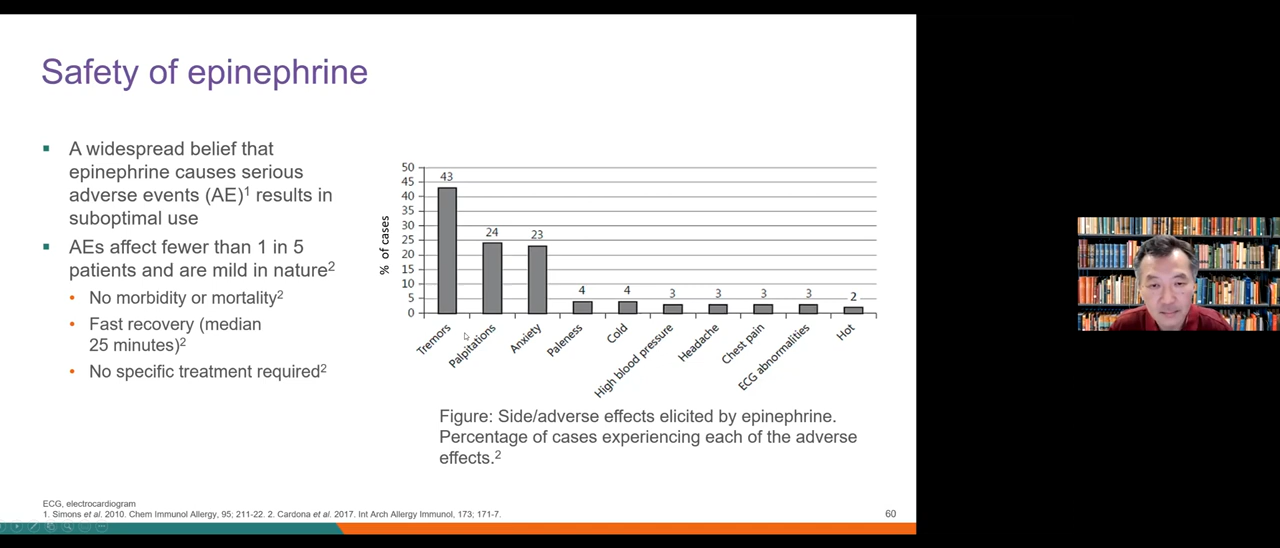 Safety of epinephrine
▪ A widespread belief that
epinephrine causes serious
adverse events (AE)1 results in
suboptimal use
▪ AEs affect fewer than 1 in 5
patients and are mild in nature2
• No morbidity or mortality2
• Fast recovery (median
25 minutes)2
• No specific treatment required2
% of cases
50
45
40
35
30
25
20
15
10
5
0
43
24
23
4
4
3
3
3
3
2
Tremors
Palpitations
Anxiety
Paleness
Cold
High blood pressure
Headache
Chest pain
ECG abnormalities
Hot
Figure: Side/adverse effects elicited by epinephrine.
Percentage of cases experiencing each of the adverse
effects.2
ECG, electrocardiogram
1. Simons et al. 2010. Chem Immunol Allergy, 95; 211-22. 2. Cardona et al. 2017. Int Arch Allergy Immunol, 173; 171-7.
60